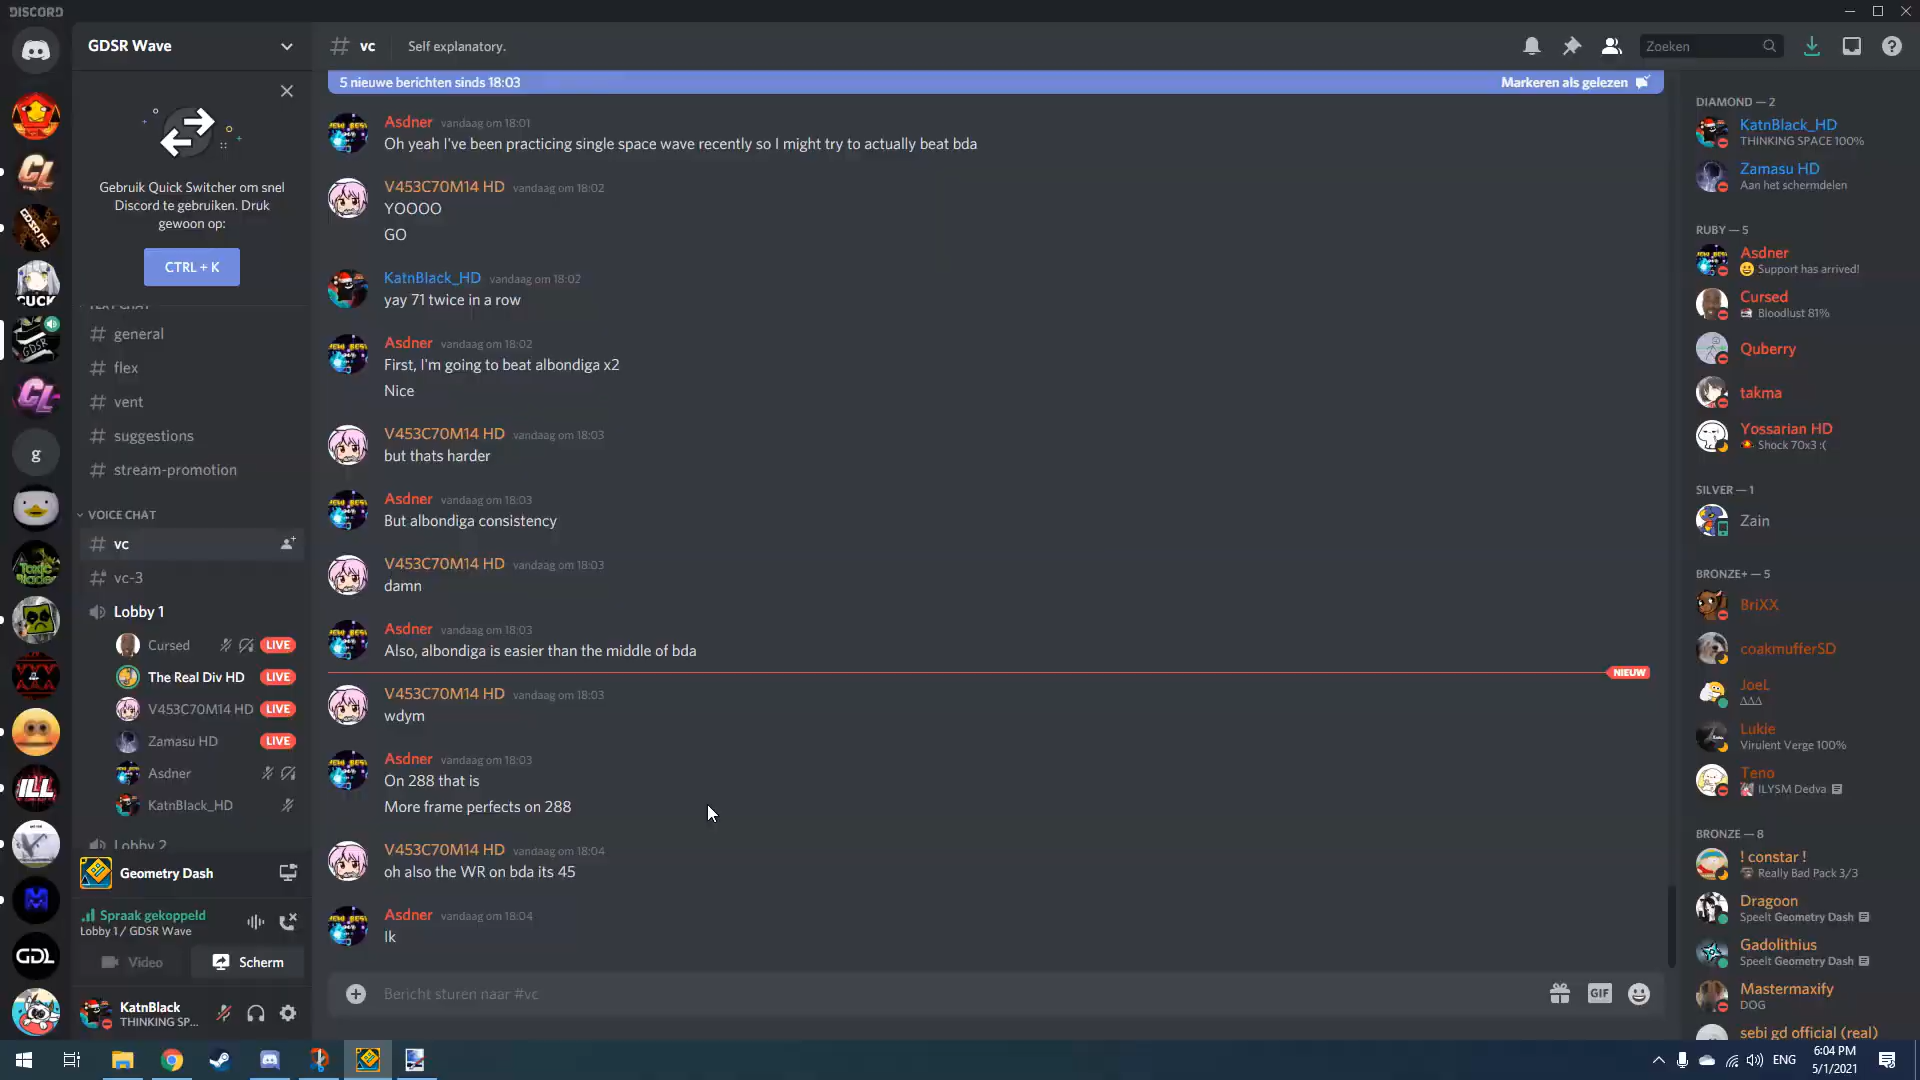 DISCORD
GDSR Wave
# vc
Self explanatory.
Zoeken
5 nieuwe berichten sinds 18:03
Markeren als gelezen
Gebruik Quick Switcher om snel
Discord te gebruiken. Druk
gewoon op:
CTRL + K
TEXT CHAT
# general
# flex
# vent
# suggestions
# stream-promotion
VOICE CHAT
# vc
# vc-3
Lobby 1
Cursed LIVE
The Real Div HD LIVE
V453C70M14 HD LIVE
Zamasu HD LIVE
Asdner
KatnBlack_HD
Lobby 2
Geometry Dash
Spraak gekoppeld
Lobby 1 / GDSR Wave
Video
Scherm
KatnBlack
THINKING SP...
CL
GDSR NC
CUCK
GDSR
CL
g
ILL
GDL
Asdner vandaag om 18:01
Oh yeah I've been practicing single space wave recently so I might try to actually beat bda
V453C70M14 HD vandaag om 18:02
YOOOO
GO
KatnBlack_HD vandaag om 18:02
yay 71 twice in a row
Asdner vandaag om 18:02
First, I'm going to beat albondiga x2
Nice
V453C70M14 HD vandaag om 18:03
but thats harder
Asdner vandaag om 18:03
But albondiga consistency
V453C70M14 HD vandaag om 18:03
damn
Asdner vandaag om 18:03
Also, albondiga is easier than the middle of bda
NIEUW
V453C70M14 HD vandaag om 18:03
wdym
Asdner vandaag om 18:03
On 288 that is
More frame perfects on 288
V453C70M14 HD vandaag om 18:04
oh also the WR on bda its 45
Asdner vandaag om 18:04
Ik
Bericht sturen naar #vc
GIF
DIAMOND — 2
KatnBlack_HD
THINKING SPACE 100%
Zamasu HD
Aan het schermdelen
RUBY — 5
Asdner
Support has arrived!
Cursed
Bloodlust 81%
Quberry
takma
Yossarian HD
Shock 70x3 :(
SILVER — 1
Zain
BRONZE+ — 5
BriXX
coakmufferSD
JoeL
ΔΔΔ
Lukie
Virulent Verge 100%
Teno
ILYSM Dedva
BRONZE — 8
! constar !
Really Bad Pack 3/3
Dragoon
Speelt Geometry Dash
Gadolithius
Speelt Geometry Dash
Mastermaxify
DOG
sebi gd official (real)
ENG
6:04 PM
5/1/2021